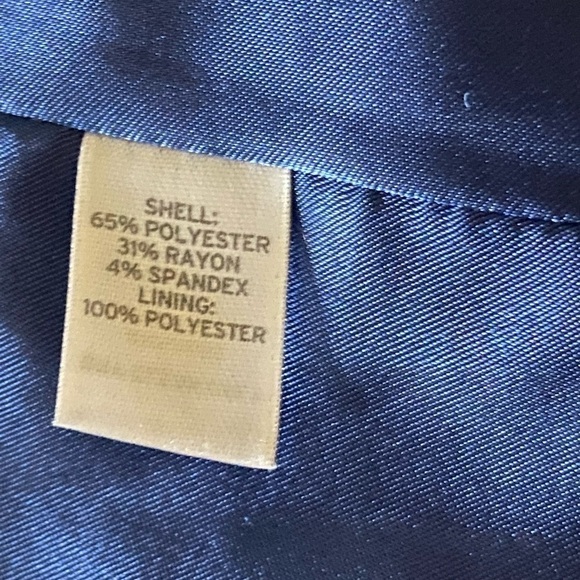 SHELL:
65% POLYESTER
31% RAYON
4% SPANDEX
LINING:
100% POLYESTER